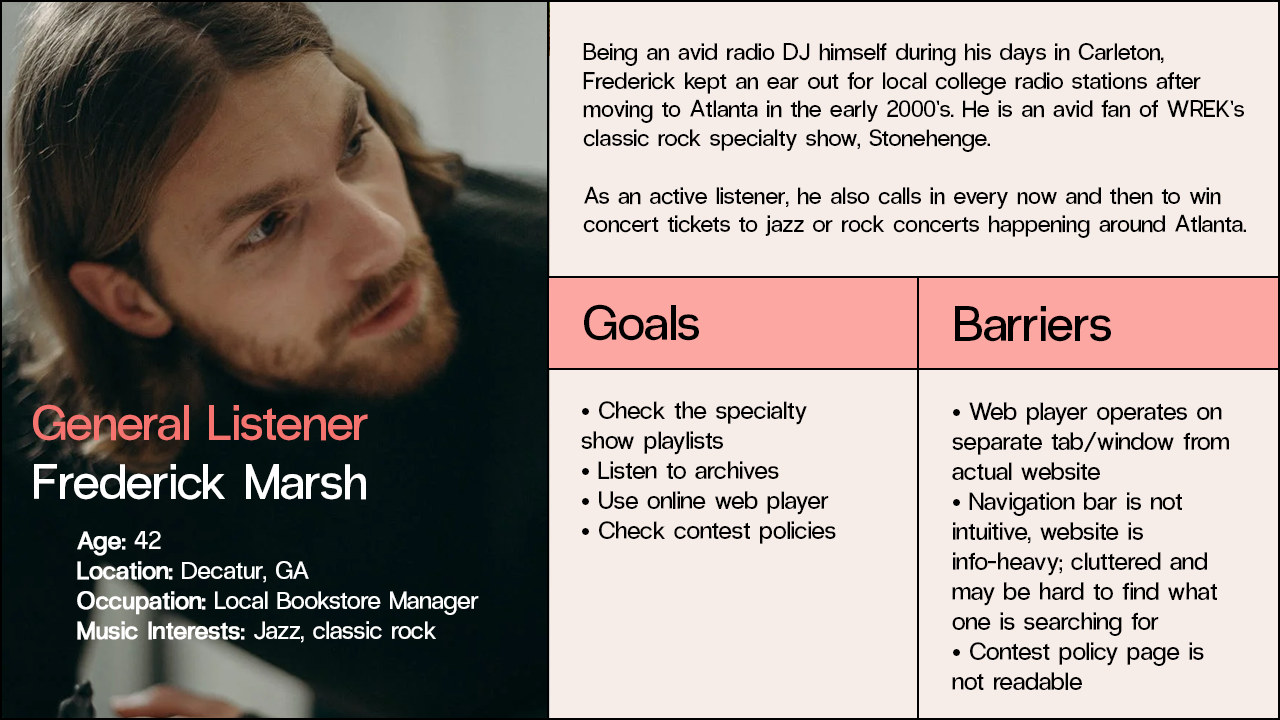 Being an avid radio DJ himself during his days in Carleton,
Frederick kept an ear out for local college radio stations after
moving to Atlanta in the early 2000's. He is an avid fan of WREK's
classic rock specialty show, Stonehenge.
As an active listener, he also calls in every now and then to win
concert tickets to jazz or rock concerts happening around Atlanta.
General Listener
Frederick Marsh
Age: 42
Location: Decatur, GA
Occupation: Local Bookstore Manager
Music Interests: Jazz, classic rock
Goals
• Check the specialty
show playlists
• Listen to archives
• Use online web player
• Check contest policies
Barriers
• Web player operates on
separate tab/window from
actual website
• Navigation bar is not
intuitive, website is
info-heavy; cluttered and
may be hard to find what
one is searching for
• Contest policy page is
not readable